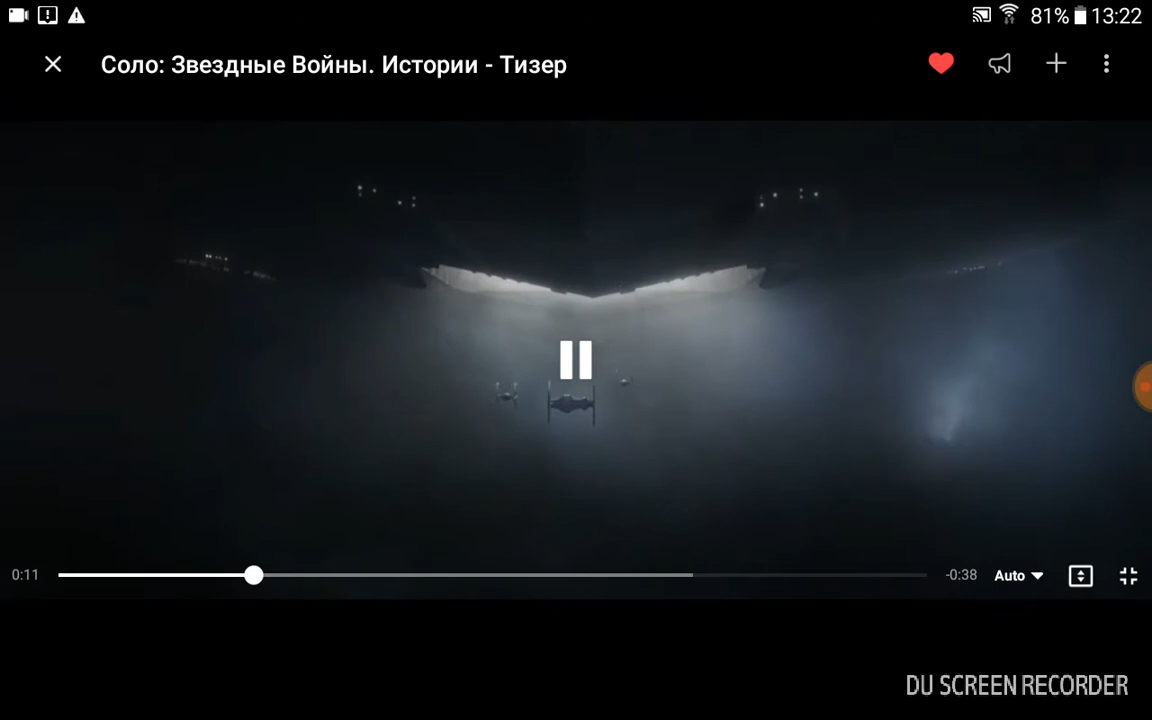 81% 13:22
Соло: Звездные Войны. Истории - Тизер
0:11 -0:38 Auto
DU SCREEN RECORDER